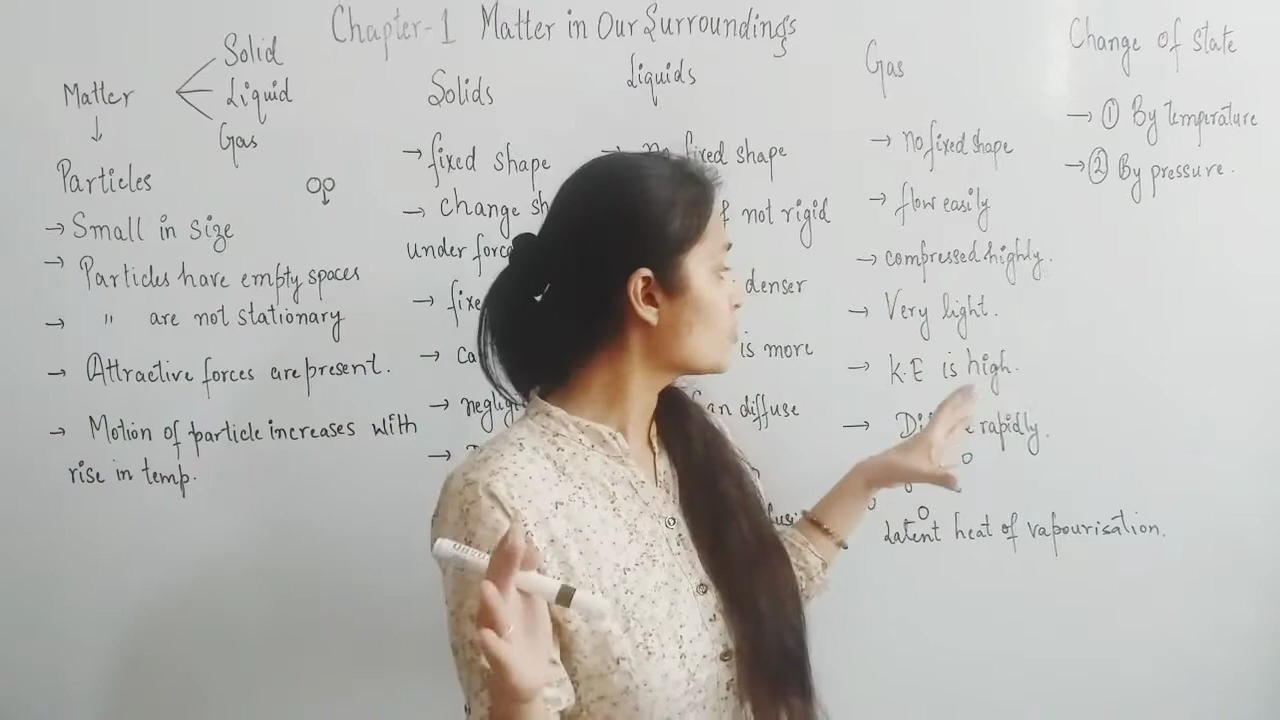 Chapter-1 Matter in Our Surroundings
Matter
Solid
Liquid
Gas
Particles
→ Small in size
→ Particles have empty spaces
→ " are not stationary
→ Attractive forces are present.
→ Motion of particle increases with
rise in temp.
Solids
→ fixed shape
→ Change
under force
→
→
→
→
Liquids
→ no fixed shape
not rigid
denser
is more
Can diffuse
Gas
→ no fixed shape
→ flow easily
→ compressed highly.
→ Very light.
→ K.E is high.
→ rapidly.
Latent heat of vapourisation.
Change of state
→ ① By temperature
→ ② By pressure.